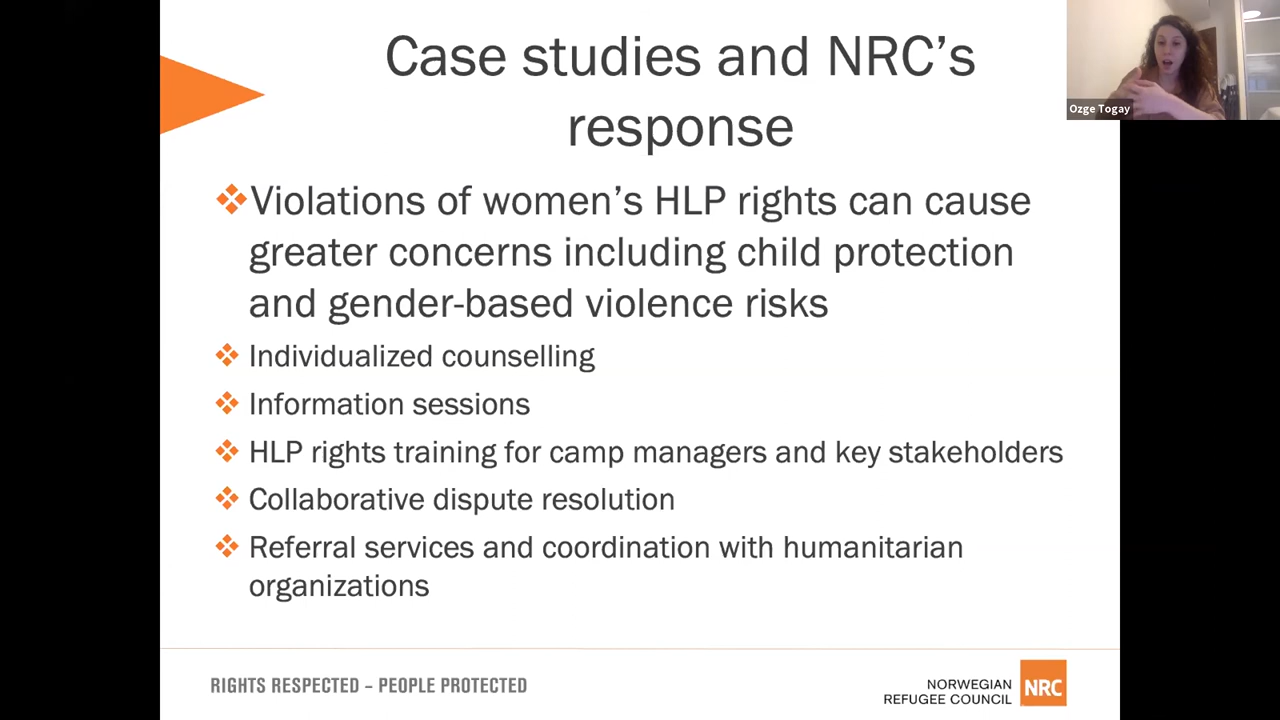 Case studies and NRC's
response
Violations of women's HLP rights can cause
greater concerns including child protection
and gender-based violence risks
Individualized counselling
Information sessions
HLP rights training for camp managers and key stakeholders
Collaborative dispute resolution
Referral services and coordination with humanitarian
organizations
RIGHTS RESPECTED – PEOPLE PROTECTED
NORWEGIAN
REFUGEE COUNCIL
NRC
Ozge Togay